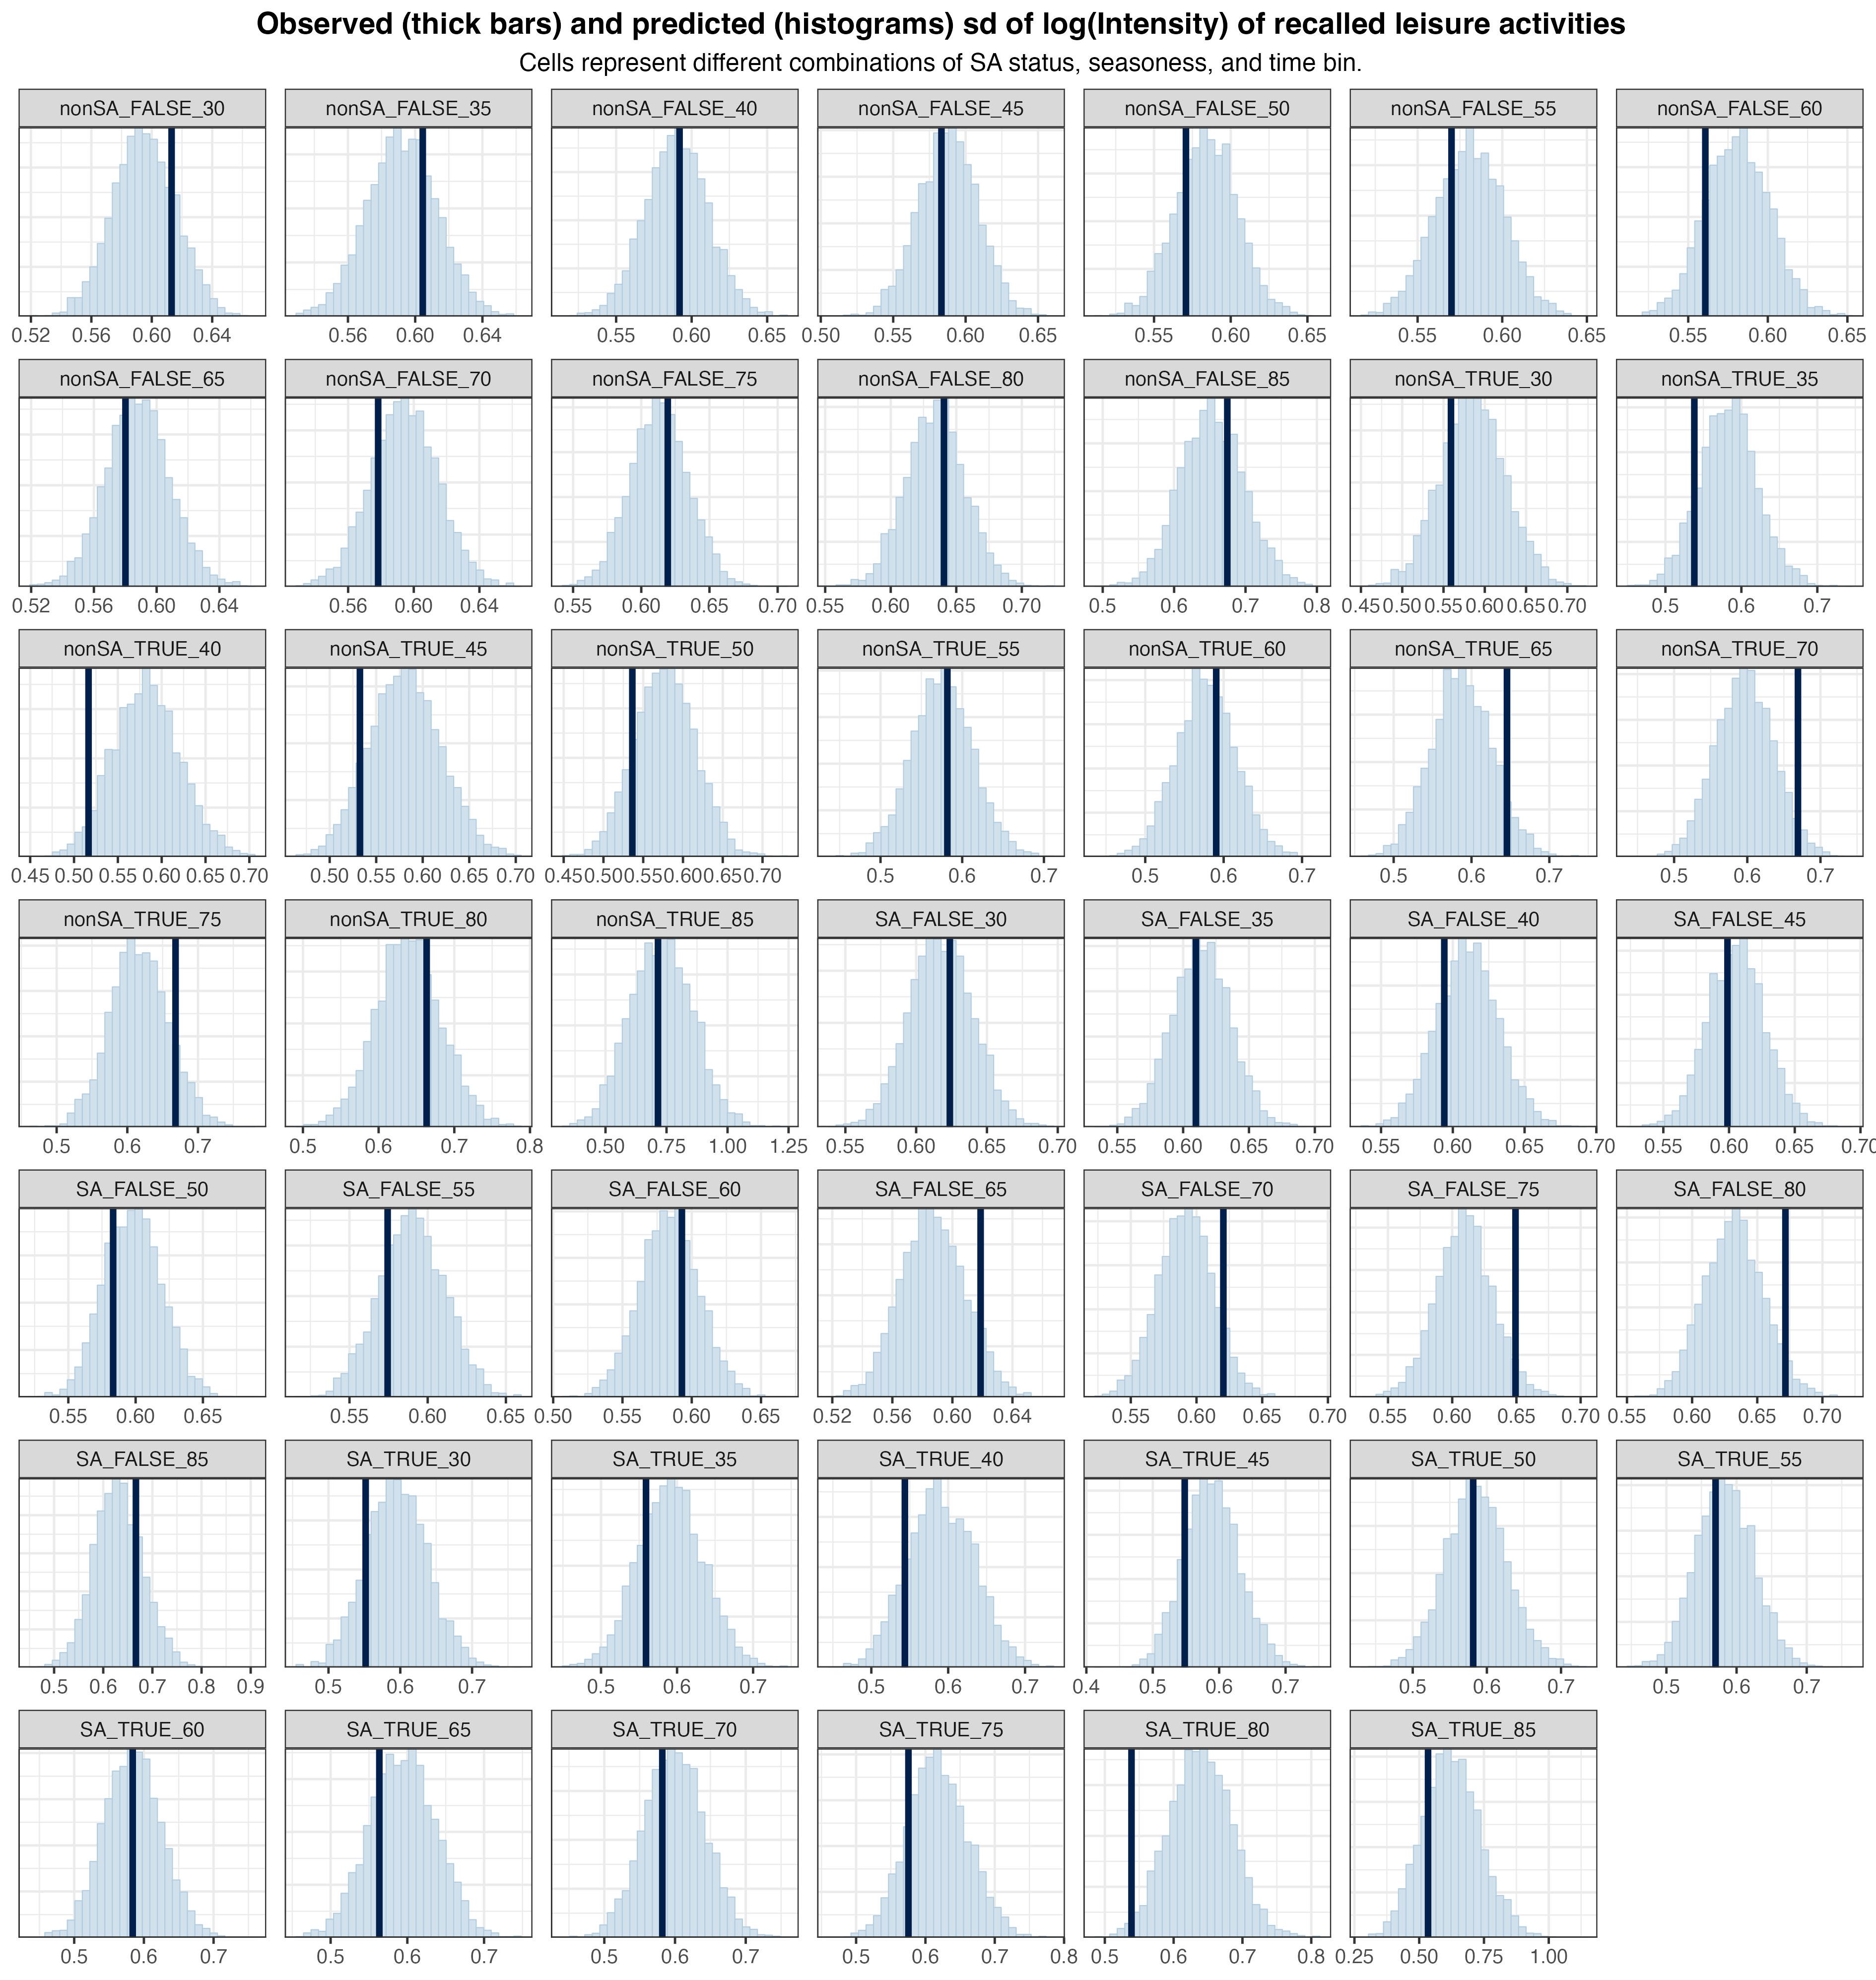 Observed (thick bars) and predicted (histograms) sd of log(Intensity) of recalled leisure activities
Cells represent different combinations of SA status, seasoness, and time bin.
nonSA_FALSE_30 nonSA_FALSE_35 nonSA_FALSE_40 nonSA_FALSE_45 nonSA_FALSE_50 nonSA_FALSE_55 nonSA_FALSE_60
0.52 0.56 0.60 0.64 0.56 0.60 0.64 0.55 0.60 0.65 0.50 0.55 0.60 0.65 0.55 0.60 0.65 0.55 0.60 0.65 0.55 0.60 0.65
nonSA_FALSE_65 nonSA_FALSE_70 nonSA_FALSE_75 nonSA_FALSE_80 nonSA_FALSE_85 nonSA_TRUE_30 nonSA_TRUE_35
0.52 0.56 0.60 0.64 0.56 0.60 0.64 0.55 0.60 0.65 0.70 0.55 0.60 0.65 0.70 0.5 0.6 0.7 0.8 0.45 0.50 0.55 0.60 0.65 0.70 0.5 0.6 0.7
nonSA_TRUE_40 nonSA_TRUE_45 nonSA_TRUE_50 nonSA_TRUE_55 nonSA_TRUE_60 nonSA_TRUE_65 nonSA_TRUE_70
0.45 0.50 0.55 0.60 0.65 0.70 0.50 0.55 0.60 0.65 0.70 0.45 0.50 0.55 0.60 0.65 0.70 0.5 0.6 0.7 0.5 0.6 0.7 0.5 0.6 0.7 0.5 0.6 0.7
nonSA_TRUE_75 nonSA_TRUE_80 nonSA_TRUE_85 SA_FALSE_30 SA_FALSE_35 SA_FALSE_40 SA_FALSE_45
0.5 0.6 0.7 0.5 0.6 0.7 0.8 0.50 0.75 1.00 1.25 0.55 0.60 0.65 0.70 0.55 0.60 0.65 0.70 0.55 0.60 0.65 0.70 0.55 0.60 0.65 0.70
SA_FALSE_50 SA_FALSE_55 SA_FALSE_60 SA_FALSE_65 SA_FALSE_70 SA_FALSE_75 SA_FALSE_80
0.55 0.60 0.65 0.55 0.60 0.65 0.50 0.55 0.60 0.65 0.52 0.56 0.60 0.64 0.55 0.60 0.65 0.70 0.55 0.60 0.65 0.70 0.55 0.60 0.65 0.70
SA_FALSE_85 SA_TRUE_30 SA_TRUE_35 SA_TRUE_40 SA_TRUE_45 SA_TRUE_50 SA_TRUE_55
0.5 0.6 0.7 0.8 0.9 0.5 0.6 0.7 0.5 0.6 0.7 0.5 0.6 0.7 0.4 0.5 0.6 0.7 0.5 0.6 0.7 0.5 0.6 0.7
SA_TRUE_60 SA_TRUE_65 SA_TRUE_70 SA_TRUE_75 SA_TRUE_80 SA_TRUE_85
0.5 0.6 0.7 0.5 0.6 0.7 0.5 0.6 0.7 0.5 0.6 0.7 0.8 0.5 0.6 0.7 0.8 0.25 0.50 0.75 1.00